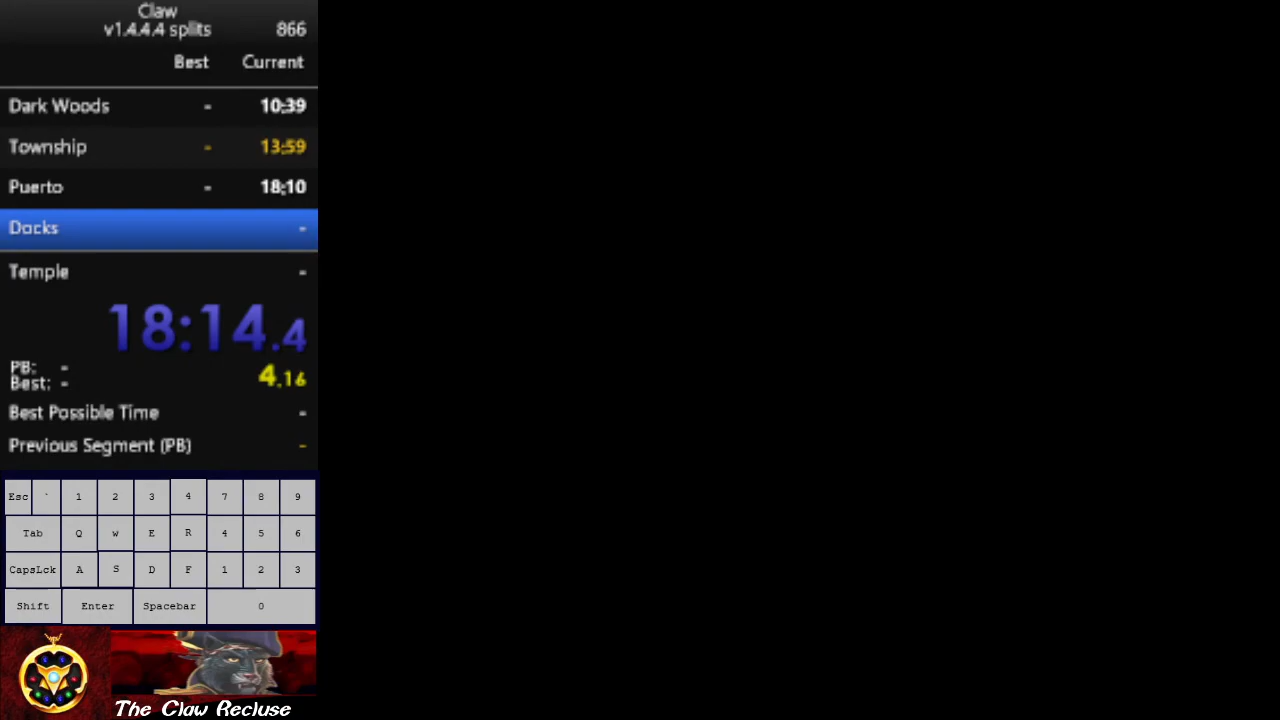 Claw
v1.4.4.4 splits 866
Best Current
Dark Woods - 10:39
Township - 13:59
Puerto - 18:10
Docks -
Temple -
18:14.4
PB: -
Best: - 4.16
Best Possible Time -
Previous Segment (PB) -
Esc ` 1 2 3 4 7 8 9
Tab Q W E R 4 5 6
CapsLck A S D F 1 2 3
Shift Enter Spacebar 0
The Claw Recluse